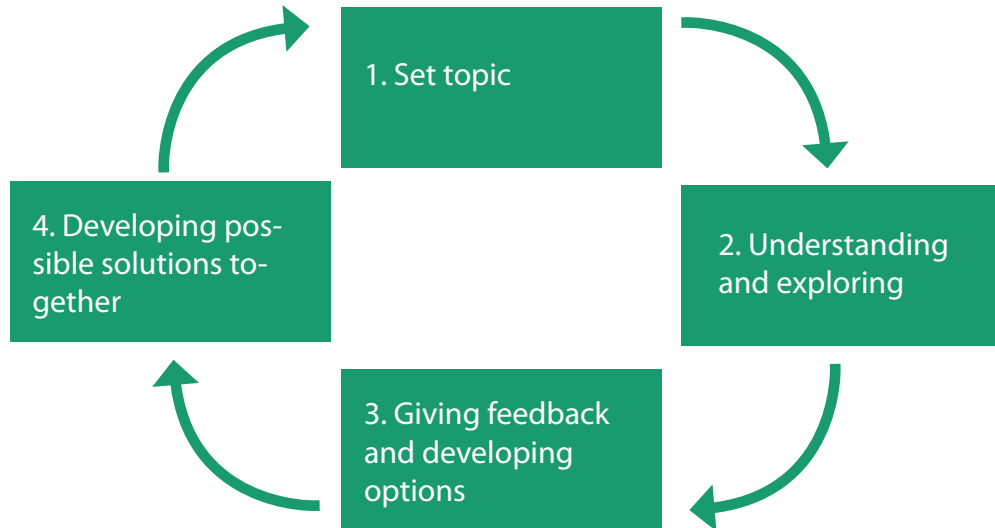 1. Set topic
2. Understanding
and exploring
3. Giving feedback
and developing
options
4. Developing pos-
sible solutions to-
gether